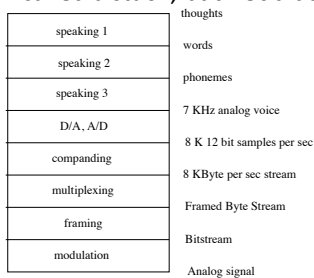 thoughts
speaking 1
words
speaking 2
phonemes
speaking 3
7 KHz analog voice
D/A, A/D
8 K 12 bit samples per sec
companding
8 KByte per sec stream
multiplexing
Framed Byte Stream
framing
Bitstream
modulation
Analog signal